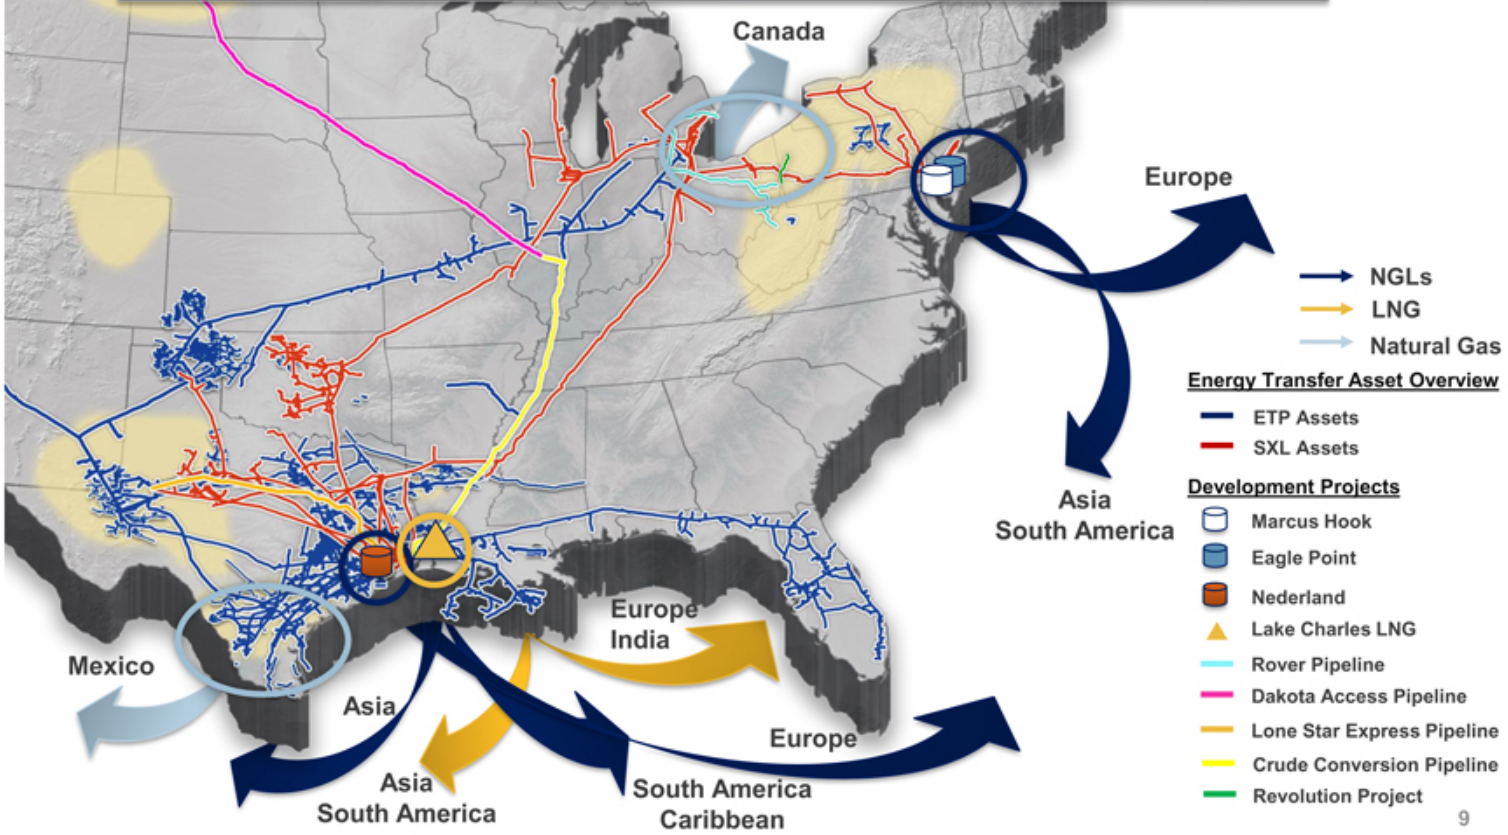 Canada
Europe
NGLs
LNG
Natural Gas
Energy Transfer Asset Overview
ETP Assets
SXL Assets
Development Projects
Asia
South America
Marcus Hook
Eagle Point
Nederland
Lake Charles LNG
Rover Pipeline
Dakota Access Pipeline
Lone Star Express Pipeline
Crude Conversion Pipeline
Revolution Project
Europe
India
Mexico
Asia
Europe
Asia
South America
South America
Caribbean
9